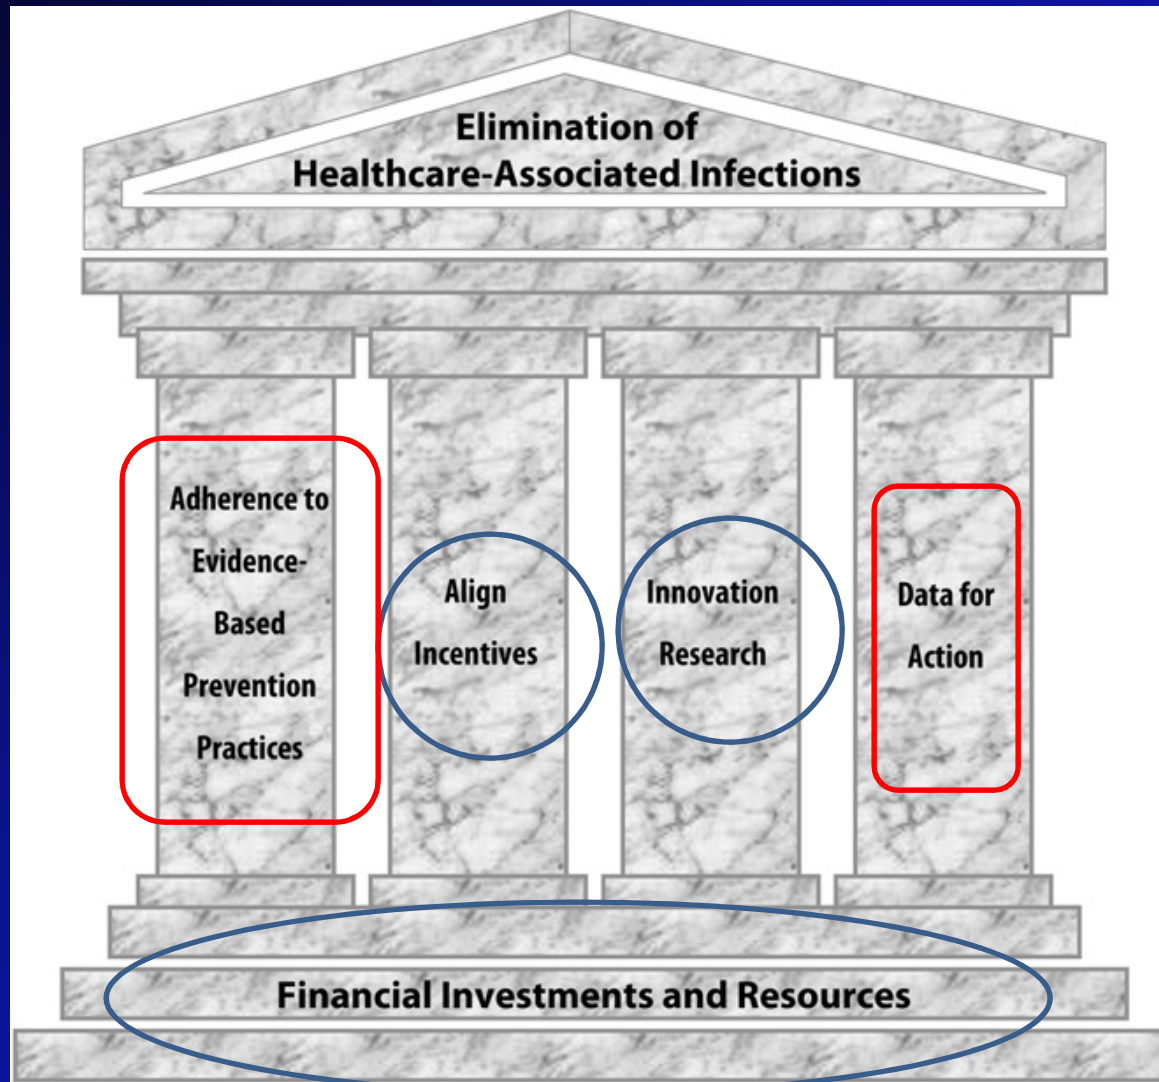 Elimination of
Healthcare-Associated Infections
Adherence to
Evidence-
Based
Prevention
Practices
Align
Incentives
Innovation
Research
Data for
Action
Financial Investments and Resources